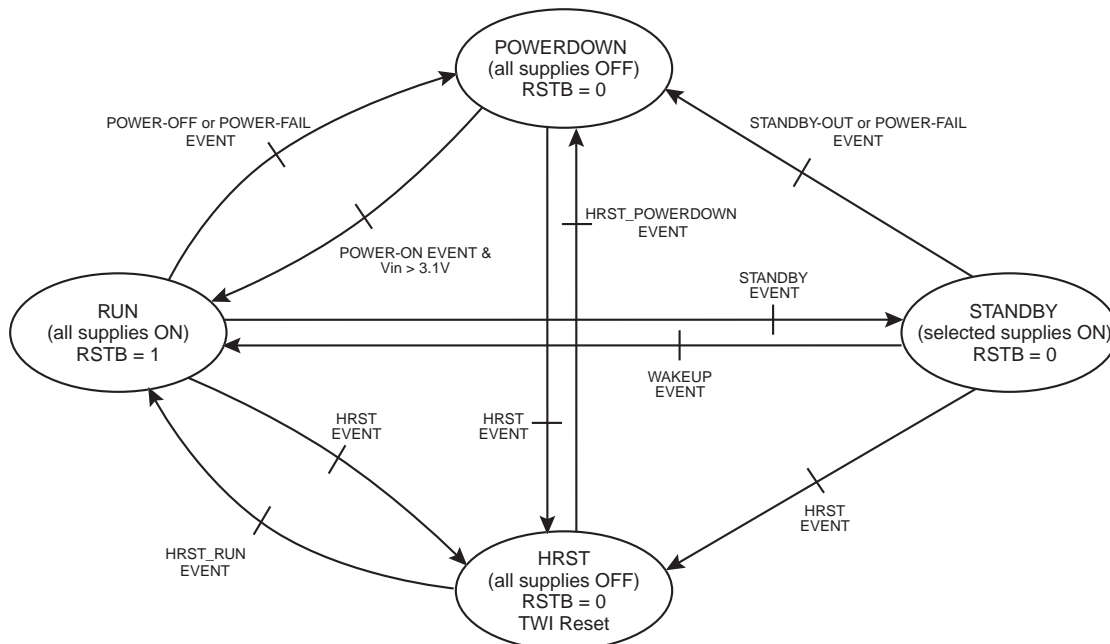 POWERDOWN
(all supplies OFF)
RSTB = 0
POWER-OFF or POWER-FAIL
EVENT
STANDBY-OUT or POWER-FAIL
EVENT
HRST_POWERDOWN
EVENT
POWER-ON EVENT &
Vin > 3.1V
RUN
(all supplies ON)
RSTB = 1
STANDBY
EVENT
STANDBY
(selected supplies ON)
RSTB = 0
WAKEUP
EVENT
HRST
EVENT
HRST
EVENT
HRST
EVENT
HRST_RUN
EVENT
HRST
(all supplies OFF)
RSTB = 0
TWI Reset